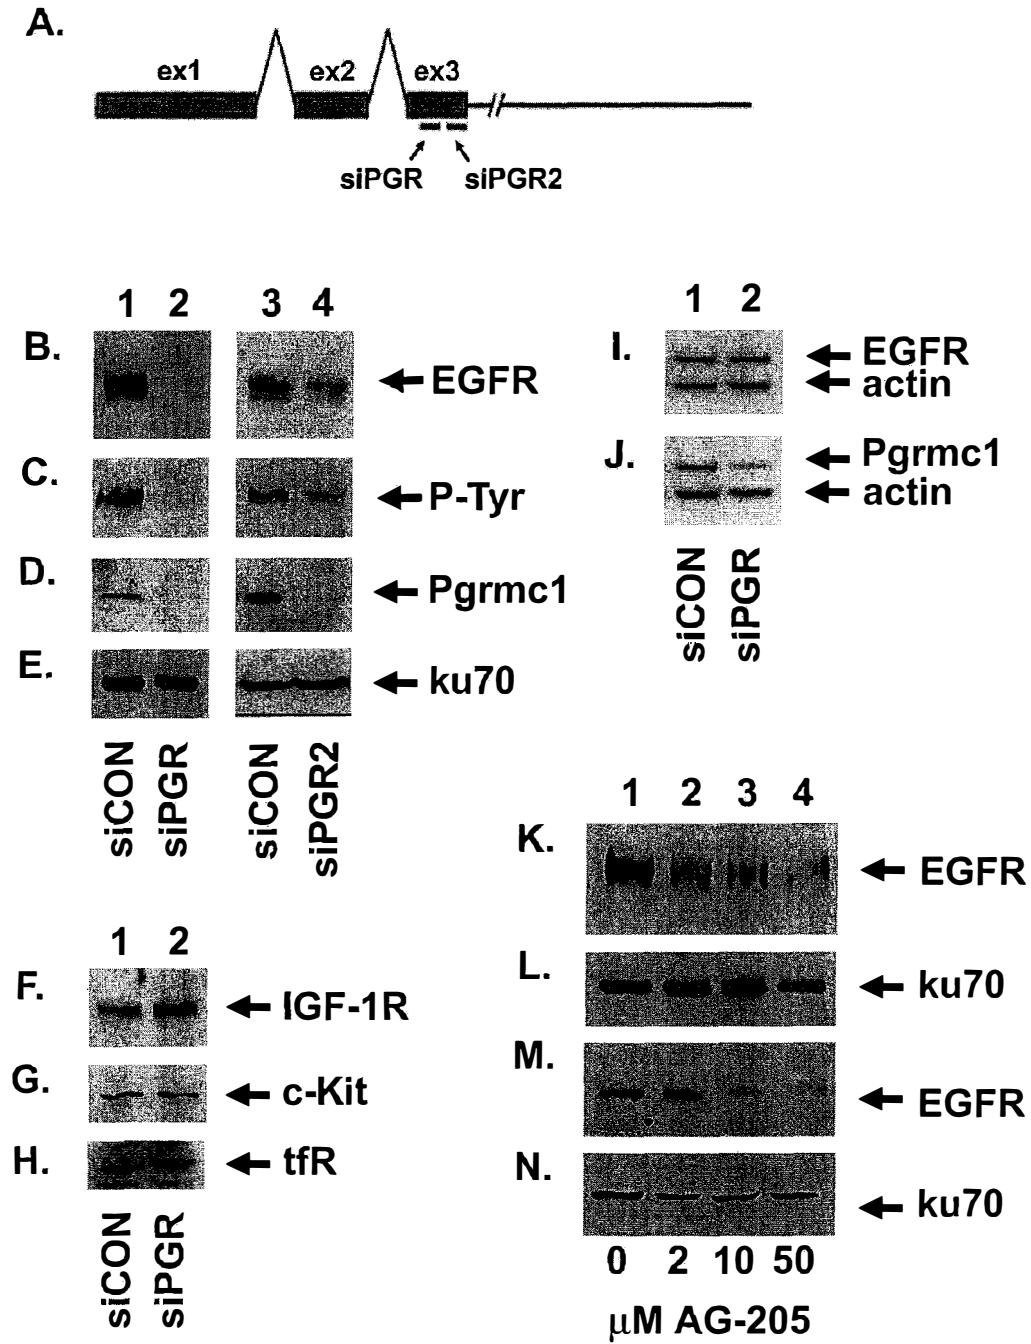 A.
ex1 ex2 ex3
siPGR siPGR2
1 2 3 4
B. EGFR
C. P-Tyr
D. Pgrmc1
E. ku70
siCON siPGR siCON siPGR2
1 2
I. EGFR
actin
J. Pgrmc1
actin
siCON siPGR
1 2
F. IGF-1R
G. c-Kit
H. tfR
siCON siPGR
1 2 3 4
K. EGFR
L. ku70
M. EGFR
N. ku70
0 2 10 50
μM AG-205